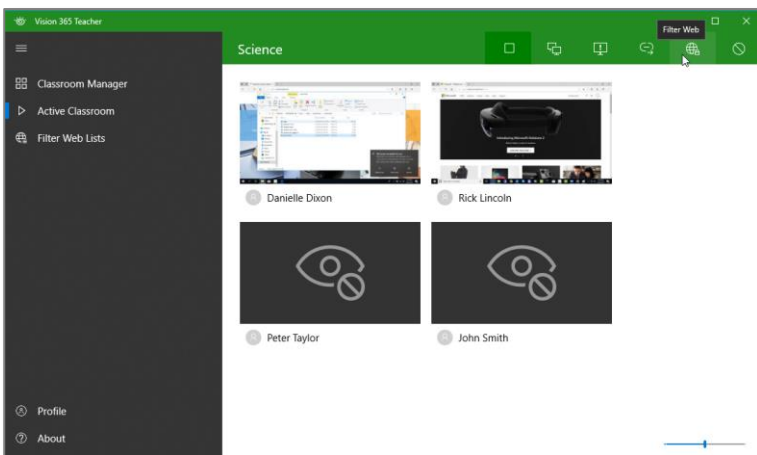 Vision 365 Teacher
Filter Web
Science
Classroom Manager
Active Classroom
Filter Web Lists
Danielle Dixon
Rick Lincoln
Peter Taylor
John Smith
Profile
About